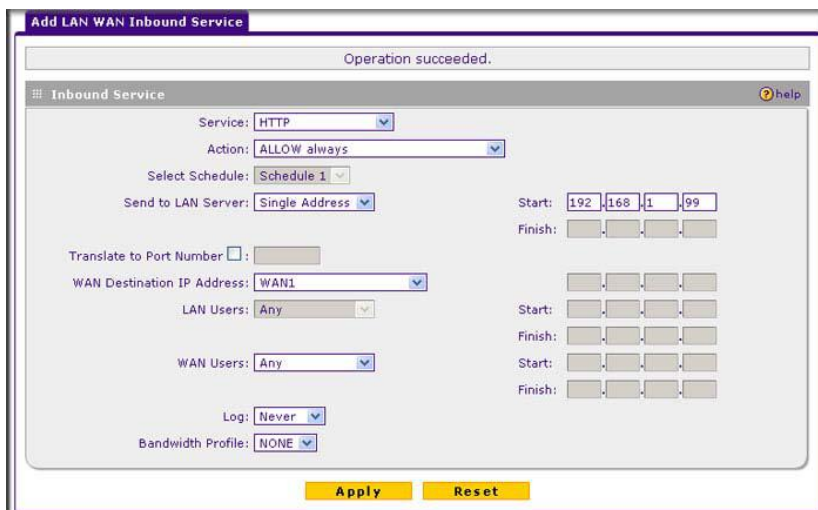 Add LAN WAN Inbound Service
Operation succeeded.
Inbound Service
help
Service: HTTP
Action: ALLOW always
Select Schedule: Schedule 1
Send to LAN Server: Single Address Start: 192 . 168 . 1 . 99
Finish: . . .
Translate to Port Number :
WAN Destination IP Address: WAN1 . . .
LAN Users: Any Start: . . .
Finish: . . .
WAN Users: Any Start: . . .
Finish: . . .
Log: Never
Bandwidth Profile: NONE
Apply Reset